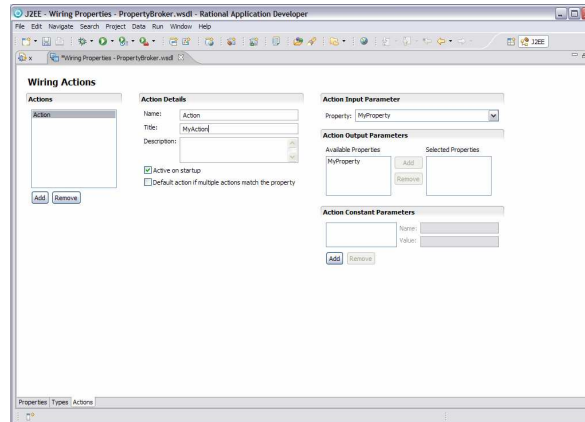 J2EE - Wiring Properties - PropertyBroker.wsdl - Rational Application Developer
File Edit Navigate Search Project Data Run Window Help
J2EE
x
*Wiring Properties - PropertyBroker.wsdl
Wiring Actions
Actions
Action
Add Remove
Action Details
Name: Action
Title: MyAction
Description:
Active on startup
Default action if multiple actions match the property
Action Input Parameter
Property: MyProperty
Action Output Parameters
Available Properties Selected Properties
MyProperty
Add
Remove
Action Constant Parameters
Name:
Value:
Add Remove
Properties Types Actions